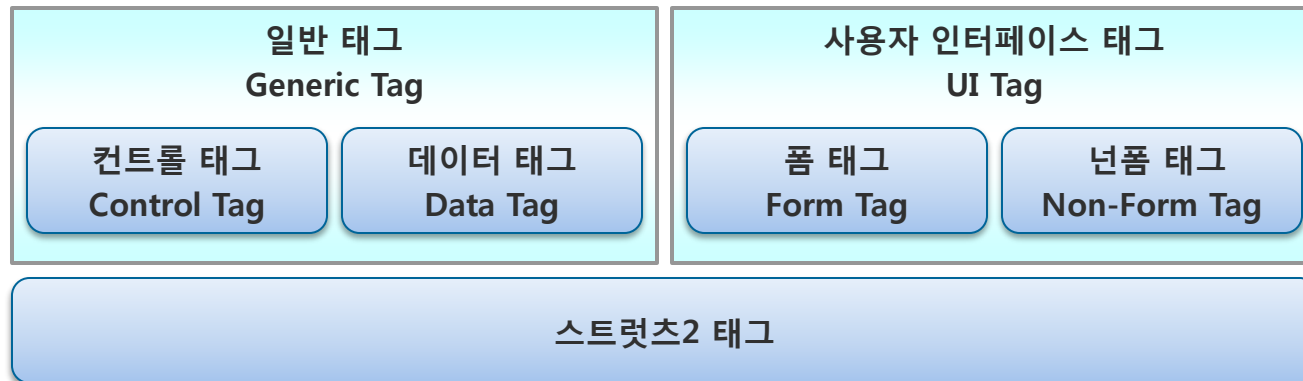 일반 태그
Generic Tag
컨트롤 태그
Control Tag
데이터 태그
Data Tag
사용자 인터페이스 태그
UI Tag
폼 태그
Form Tag
넌폼 태그
Non-Form Tag
스트럿츠2 태그